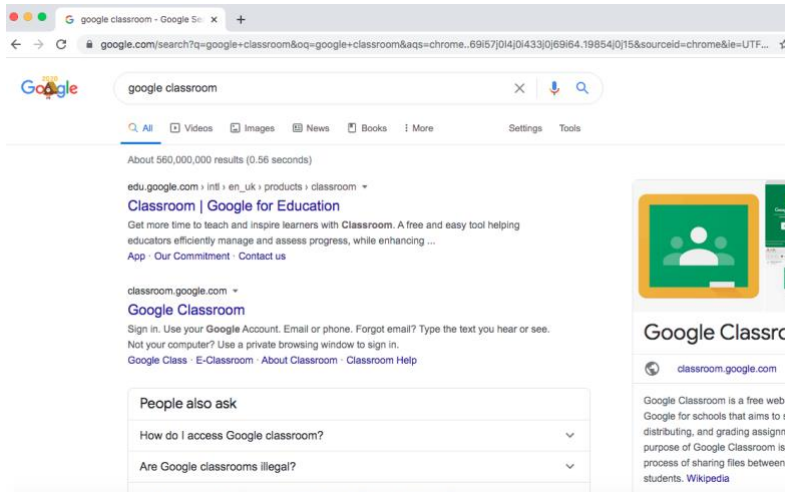 google classroom - Google Se
google.com/search?q=google+classroom&oq=google+classroom&aqs=chrome..69i57j0l4j0i433j0j69i64.19854j0j15&sourceid=chrome&ie=UTF...
2020
Google
google classroom
All Videos Images News Books More Settings Tools
About 560,000,000 results (0.56 seconds)
edu.google.com › intl › en_uk › products › classroom
Classroom | Google for Education
Get more time to teach and inspire learners with Classroom. A free and easy tool helping
educators efficiently manage and assess progress, while enhancing ...
App · Our Commitment · Contact us
classroom.google.com
Google Classroom
Sign in. Use your Google Account. Email or phone. Forgot email? Type the text you hear or see.
Not your computer? Use a private browsing window to sign in.
Google Class · E-Classroom · About Classroom · Classroom Help
People also ask
How do I access Google classroom?
Are Google classrooms illegal?
Google Classro
classroom.google.com
Google Classroom is a free web
Google for schools that aims to s
distributing, and grading assignm
purpose of Google Classroom is
process of sharing files between
students. Wikipedia